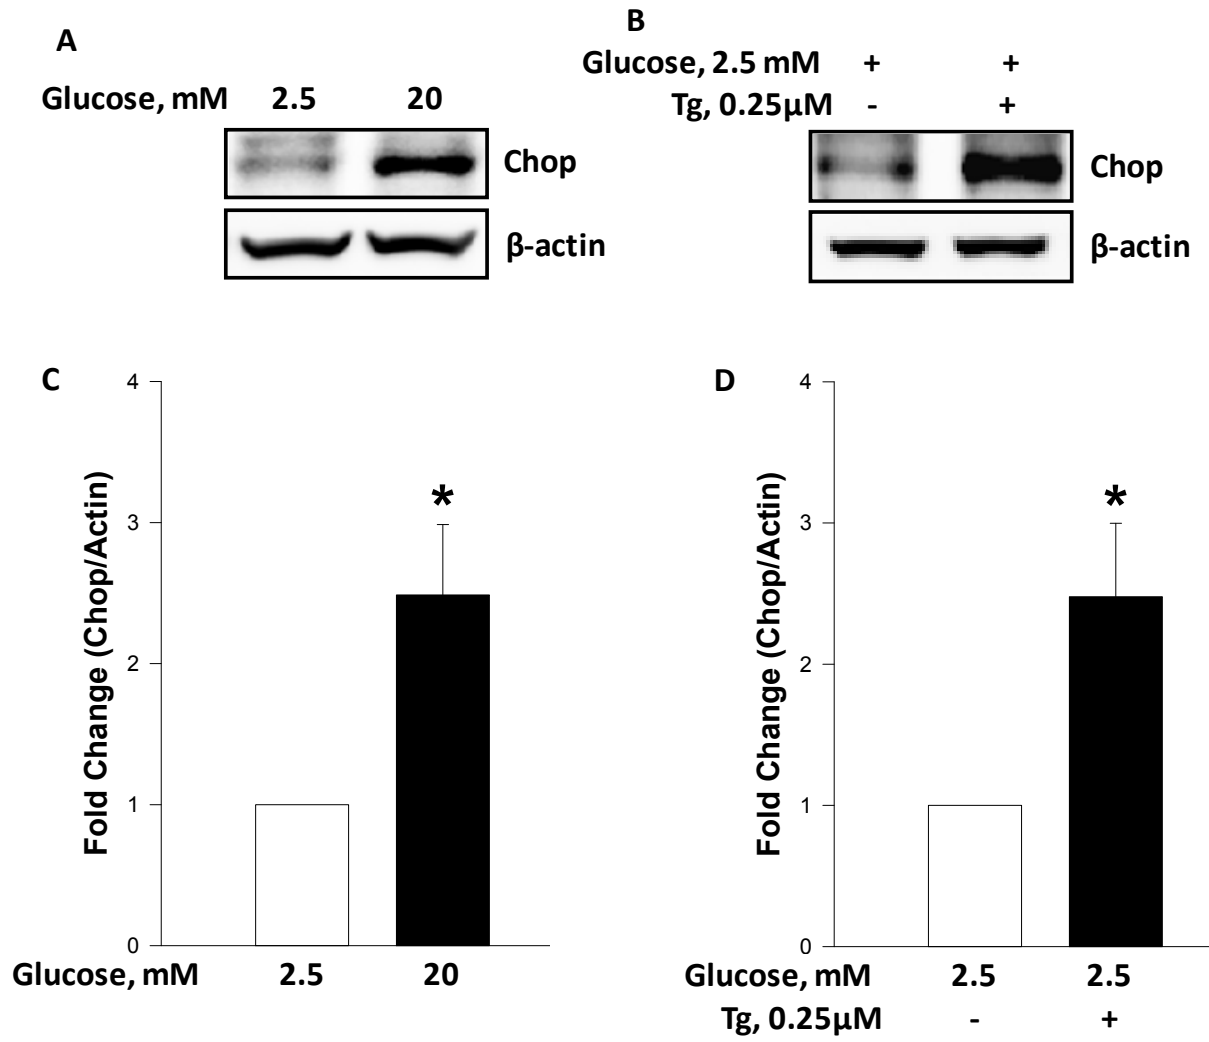 A
Glucose, mM 2.5 20
Chop
β-actin
B
Glucose, 2.5 mM + +
Tg, 0.25μM - +
Chop
β-actin
C
4
3
2
1
0
Fold Change (Chop/Actin)
*
Glucose, mM 2.5 20
D
4
3
2
1
0
Fold Change (Chop/Actin)
*
Glucose, mM 2.5 2.5
Tg, 0.25μM - +